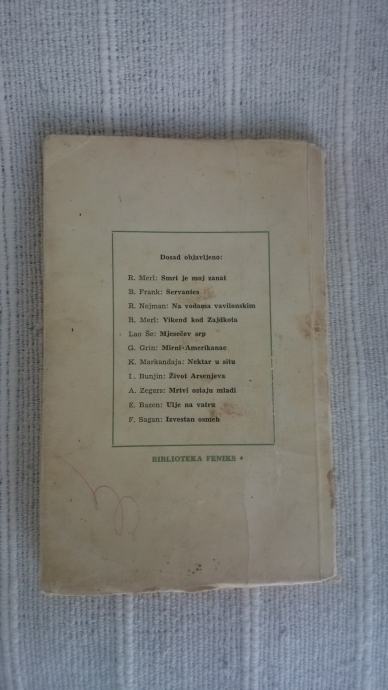 Dosad objavljeno:
R. Merl: Smrt je moj zanat
B. Frank: Servantes
R. Nojman: Na vodama vavilonskim
R. Merl: Vikend kod Zajdkota
Lao Še: Mjesečev srp
G. Grin: Mirni-Amerikanac
K. Markandaja: Nektar u situ
I. Bunjin: Život Arsenjeva
A. Zegers: Mrtvi ostaju mladi
E. Bazen: Ulje na vatru
F. Sagan: Izvestan osmeh
BIBLIOTEKA FENIKS